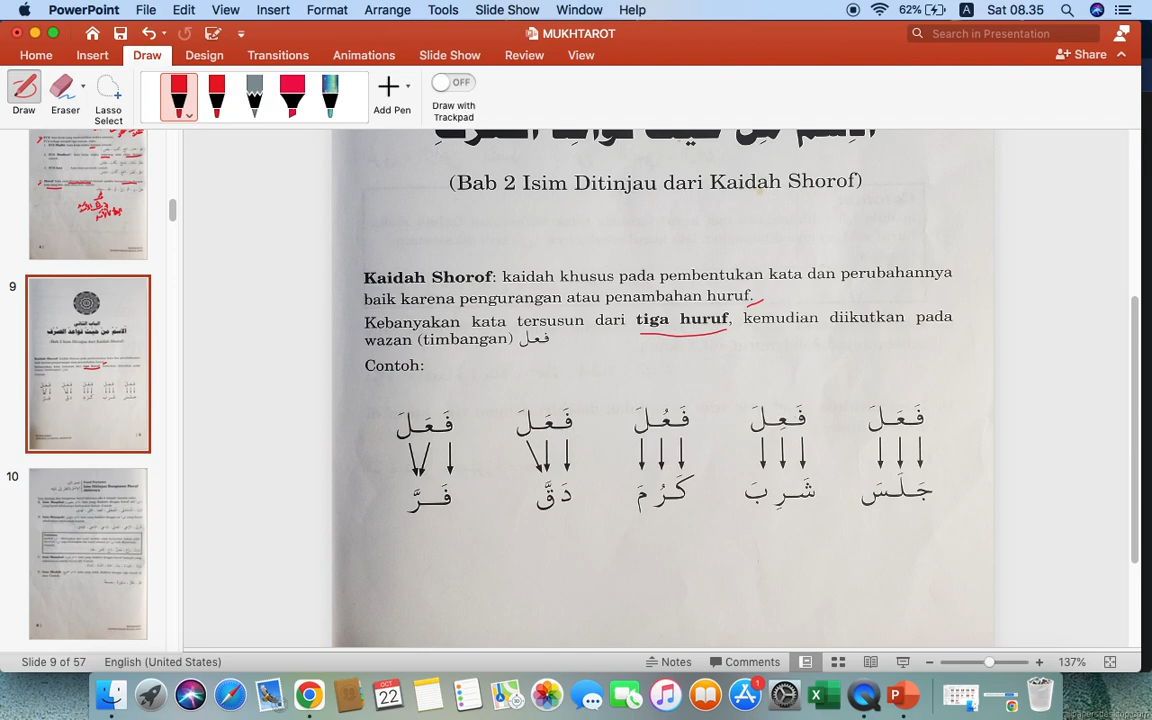 PowerPoint File Edit View Insert Format Arrange Tools Slide Show Window Help
62% A Sat 08.35
MUKHTAROT
Search in Presentation
Home Insert Draw Design Transitions Animations Slide Show Review View
Share
OFF
Draw Eraser Lasso Select Add Pen Draw with Trackpad
(Bab 2 Isim Ditinjau dari Kaidah Shorof)
Kaidah Shorof: kaidah khusus pada pembentukan kata dan perubahannya
baik karena pengurangan atau penambahan huruf.
Kebanyakan kata tersusun dari tiga huruf, kemudian diikutkan pada
wazan (timbangan) فعل
Contoh:
فَعَلَ فَعِلَ فَعُلَ فَعَلَ فَعَلَ
جَلَسَ شَرِبَ كَرُمَ دَقَّ فَرَّ
9
10
Slide 9 of 57 English (United States)
Notes Comments 137%
OCT
22
1